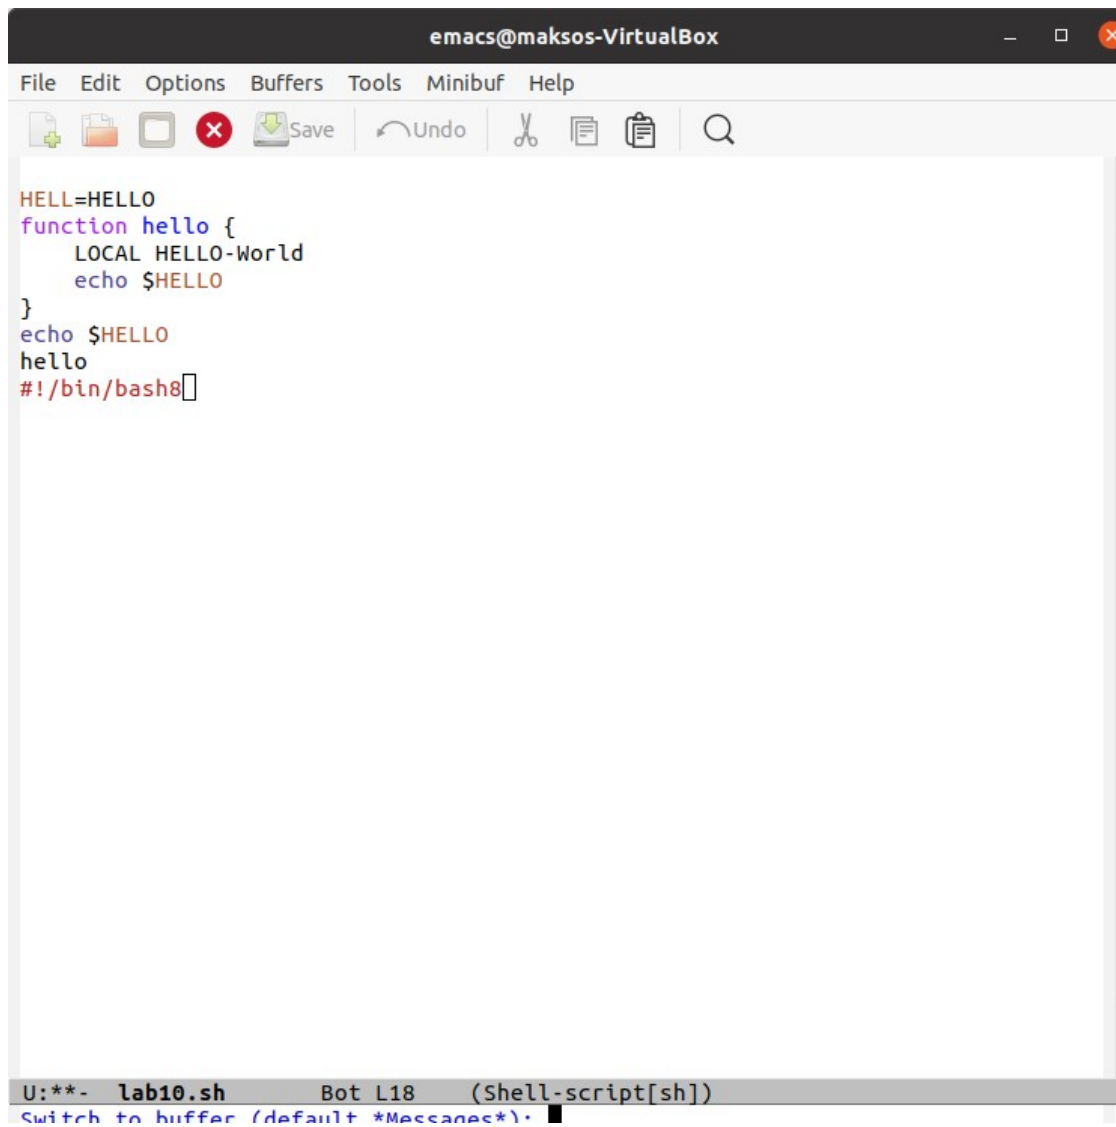 emacs@maksos-VirtualBox
File Edit Options Buffers Tools Minibuf Help
Save Undo
HELL=HELLO
function hello {
    LOCAL HELLO-World
    echo $HELLO
}
echo $HELLO
hello
#!/bin/bash8
U:**- lab10.sh Bot L18 (Shell-script[sh])
Switch to buffer (default *Messages*):